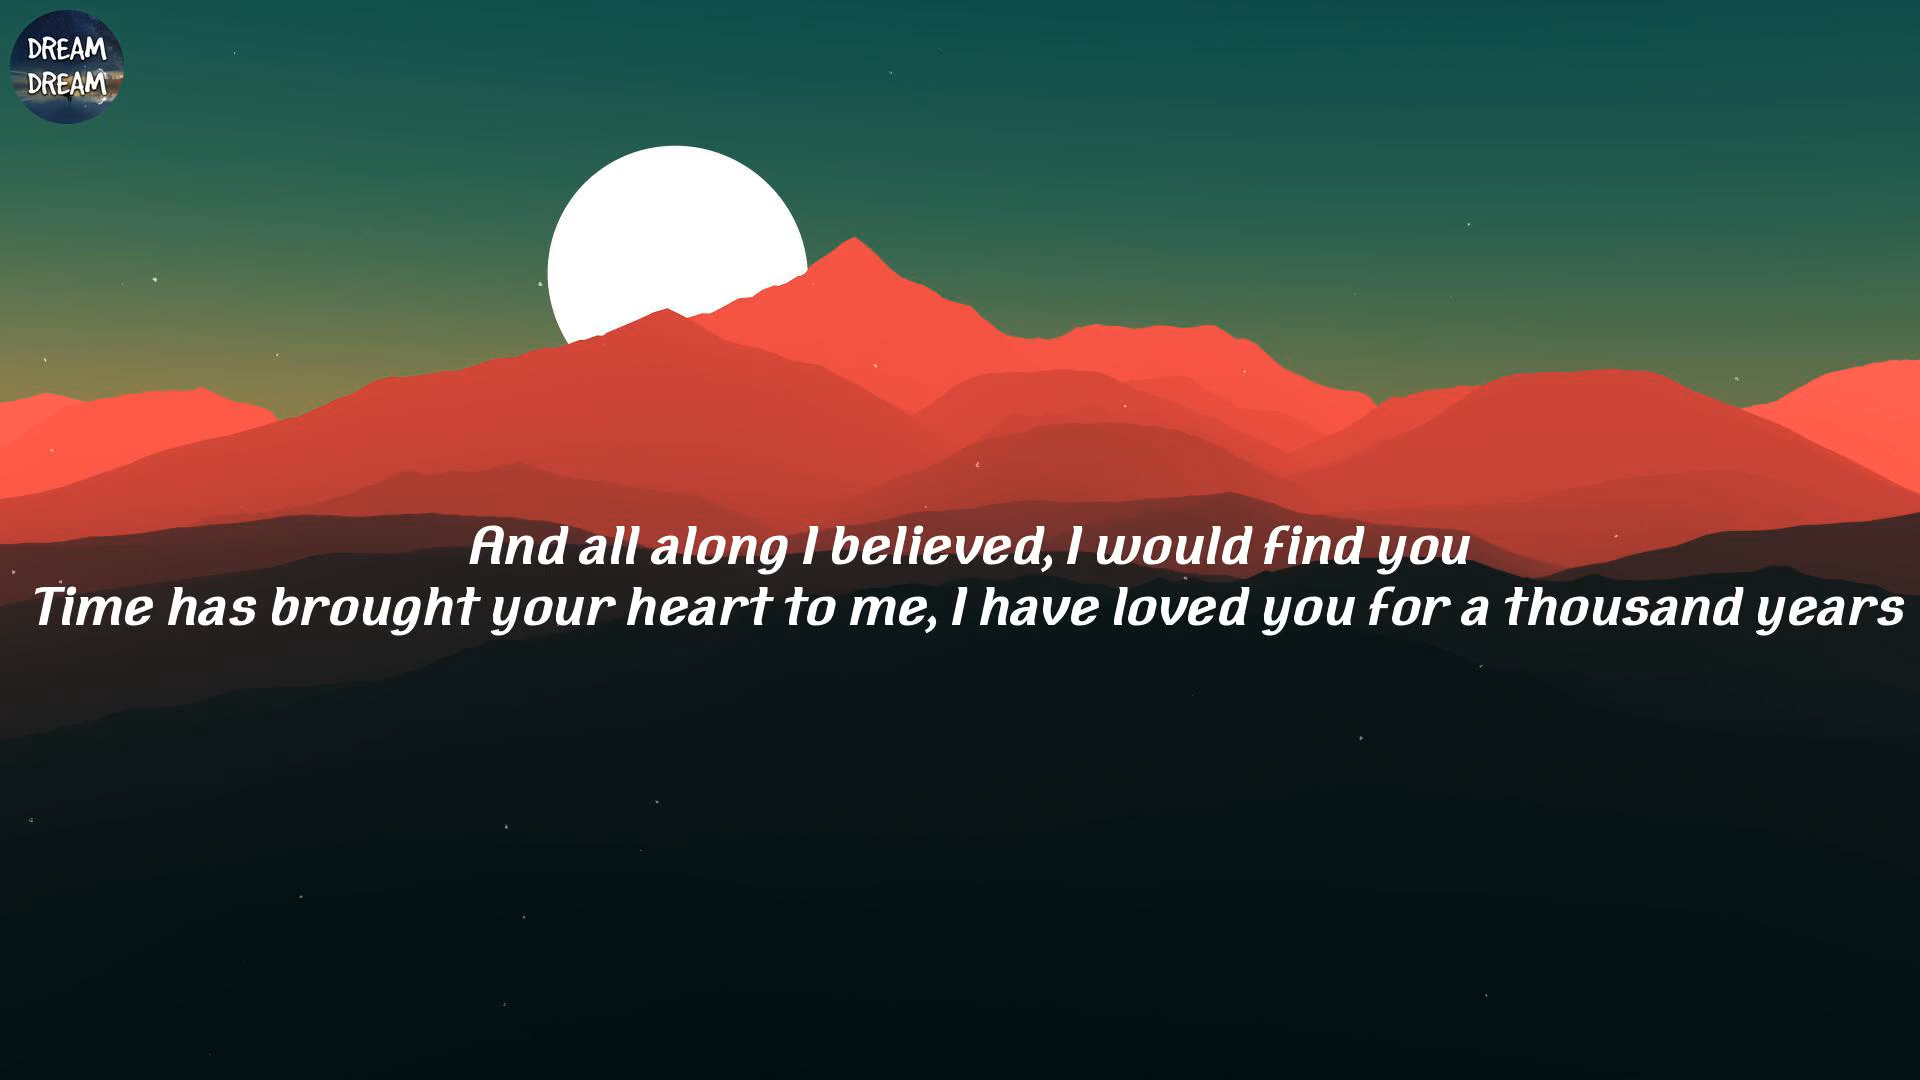 DREAM
DREAM
And all along I believed, I would find you
Time has brought your heart to me, I have loved you for a thousand years